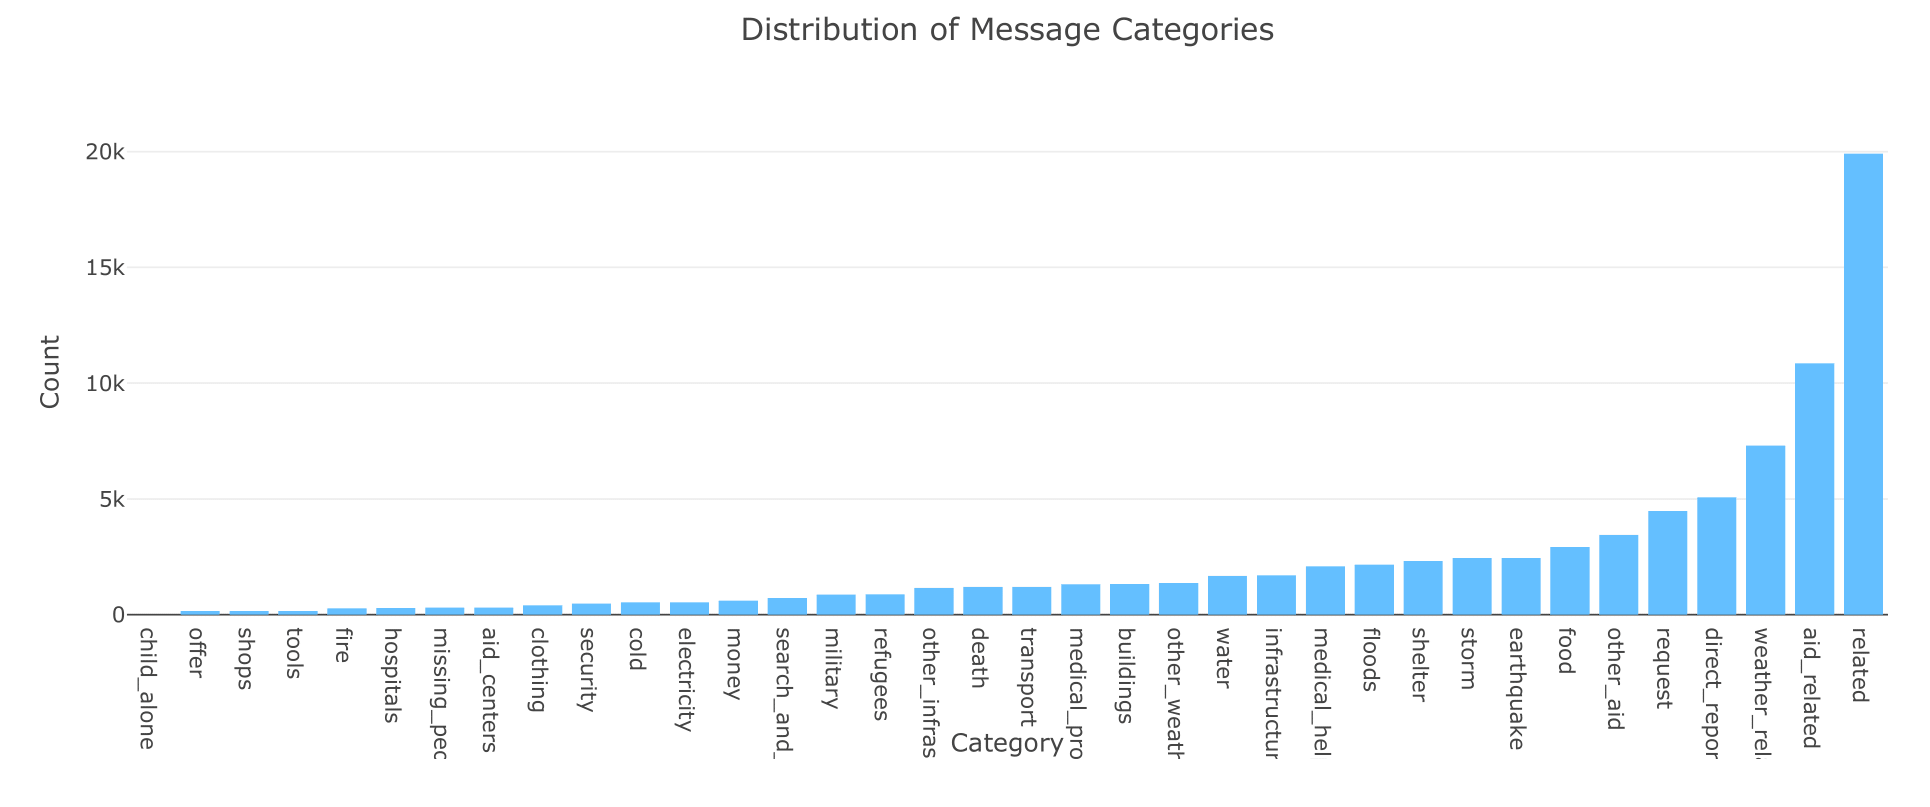 Distribution of Message Categories
20k
15k
10k
5k
0
Count
child_alone
offer
shops
tools
fire
hospitals
missing_peo
aid_centers
clothing
security
cold
electricity
money
search_and_
military
refugees
other_infras
death
transport
medical_pro
buildings
other_weath
water
infrastructur
medical_hel
floods
shelter
storm
earthquake
food
other_aid
request
direct_repor
weather_rela
aid_related
related
Category